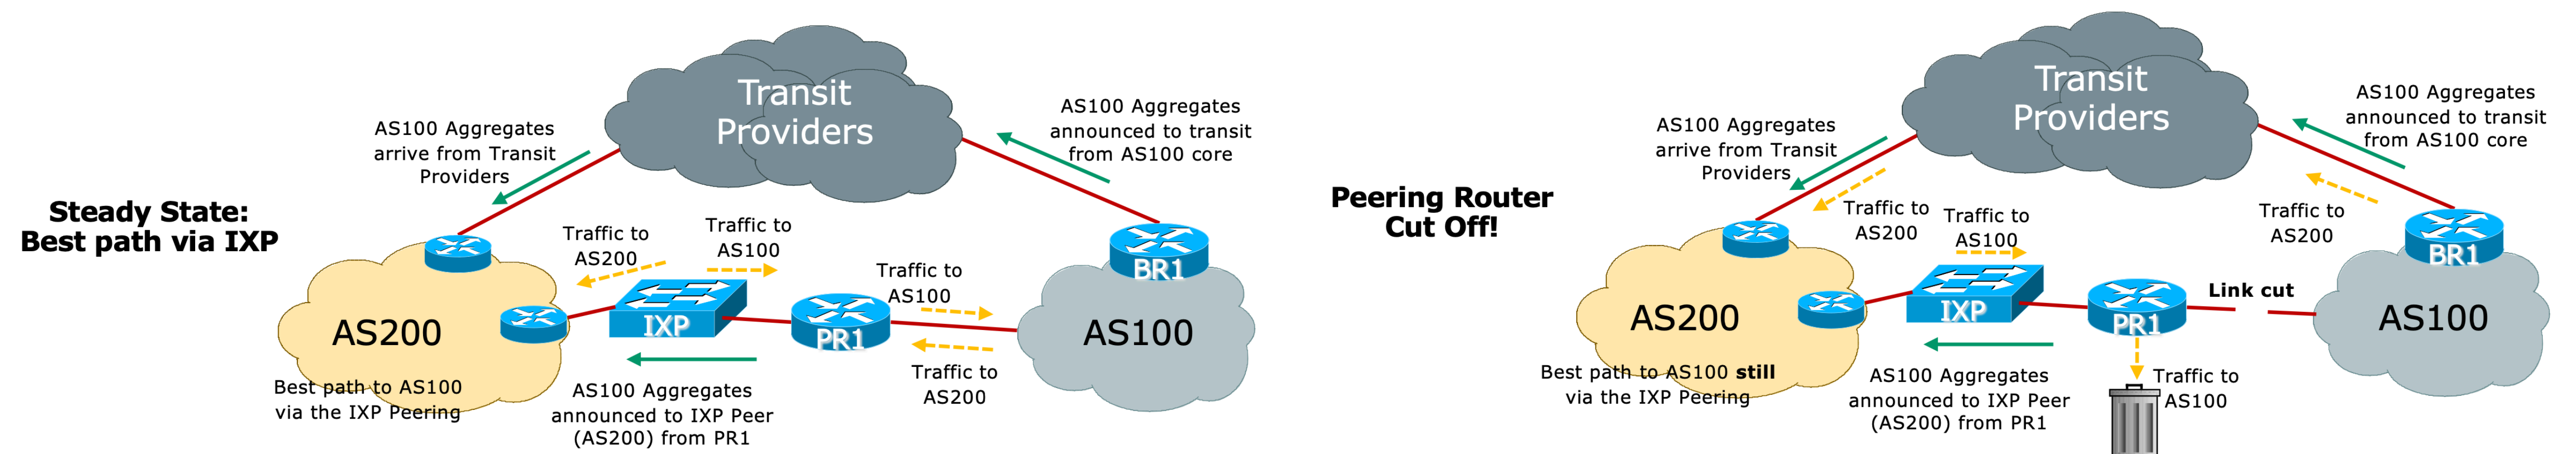 Steady State:
Best path via IXP
AS100 Aggregates
arrive from Transit
Providers
Transit
Providers
AS100 Aggregates
announced to transit
from AS100 core
Traffic to
AS200
Traffic to
AS100
Traffic to
AS100
BR1
AS200
IXP
PR1
AS100
Best path to AS100
via the IXP Peering
AS100 Aggregates
announced to IXP Peer
(AS200) from PR1
Traffic to
AS200
Peering Router
Cut Off!
AS100 Aggregates
arrive from Transit
Providers
Transit
Providers
AS100 Aggregates
announced to transit
from AS100 core
Traffic to
AS200
Traffic to
AS100
Traffic to
AS200
BR1
AS200
IXP
PR1
Link cut
AS100
Best path to AS100 still
via the IXP Peering
AS100 Aggregates
announced to IXP Peer
(AS200) from PR1
Traffic to
AS100